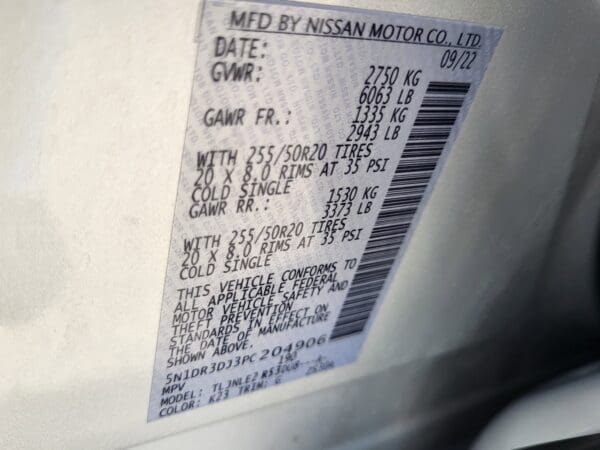 MFD BY NISSAN MOTOR CO., LTD.
DATE: 09/22
GVWR: 2750 KG
6063 LB
GAWR FR.: 1335 KG
2943 LB
WITH 255/50R20 TIRES
20 X 8.0 RIMS AT 35 PSI
COLD SINGLE
GAWR RR.: 1530 KG
3373 LB
WITH 255/50R20 TIRES
20 X 8.0 RIMS AT 35 PSI
COLD SINGLE
THIS VEHICLE CONFORMS TO
ALL APPLICABLE FEDERAL
MOTOR VEHICLE SAFETY AND
THEFT PREVENTION
STANDARDS IN EFFECT ON
THE DATE OF MANUFACTURE
SHOWN ABOVE.
5N1DR3DJ3PC204906
MPV 190
MODEL: TLJNLE2
COLOR: K23 TRIM: G